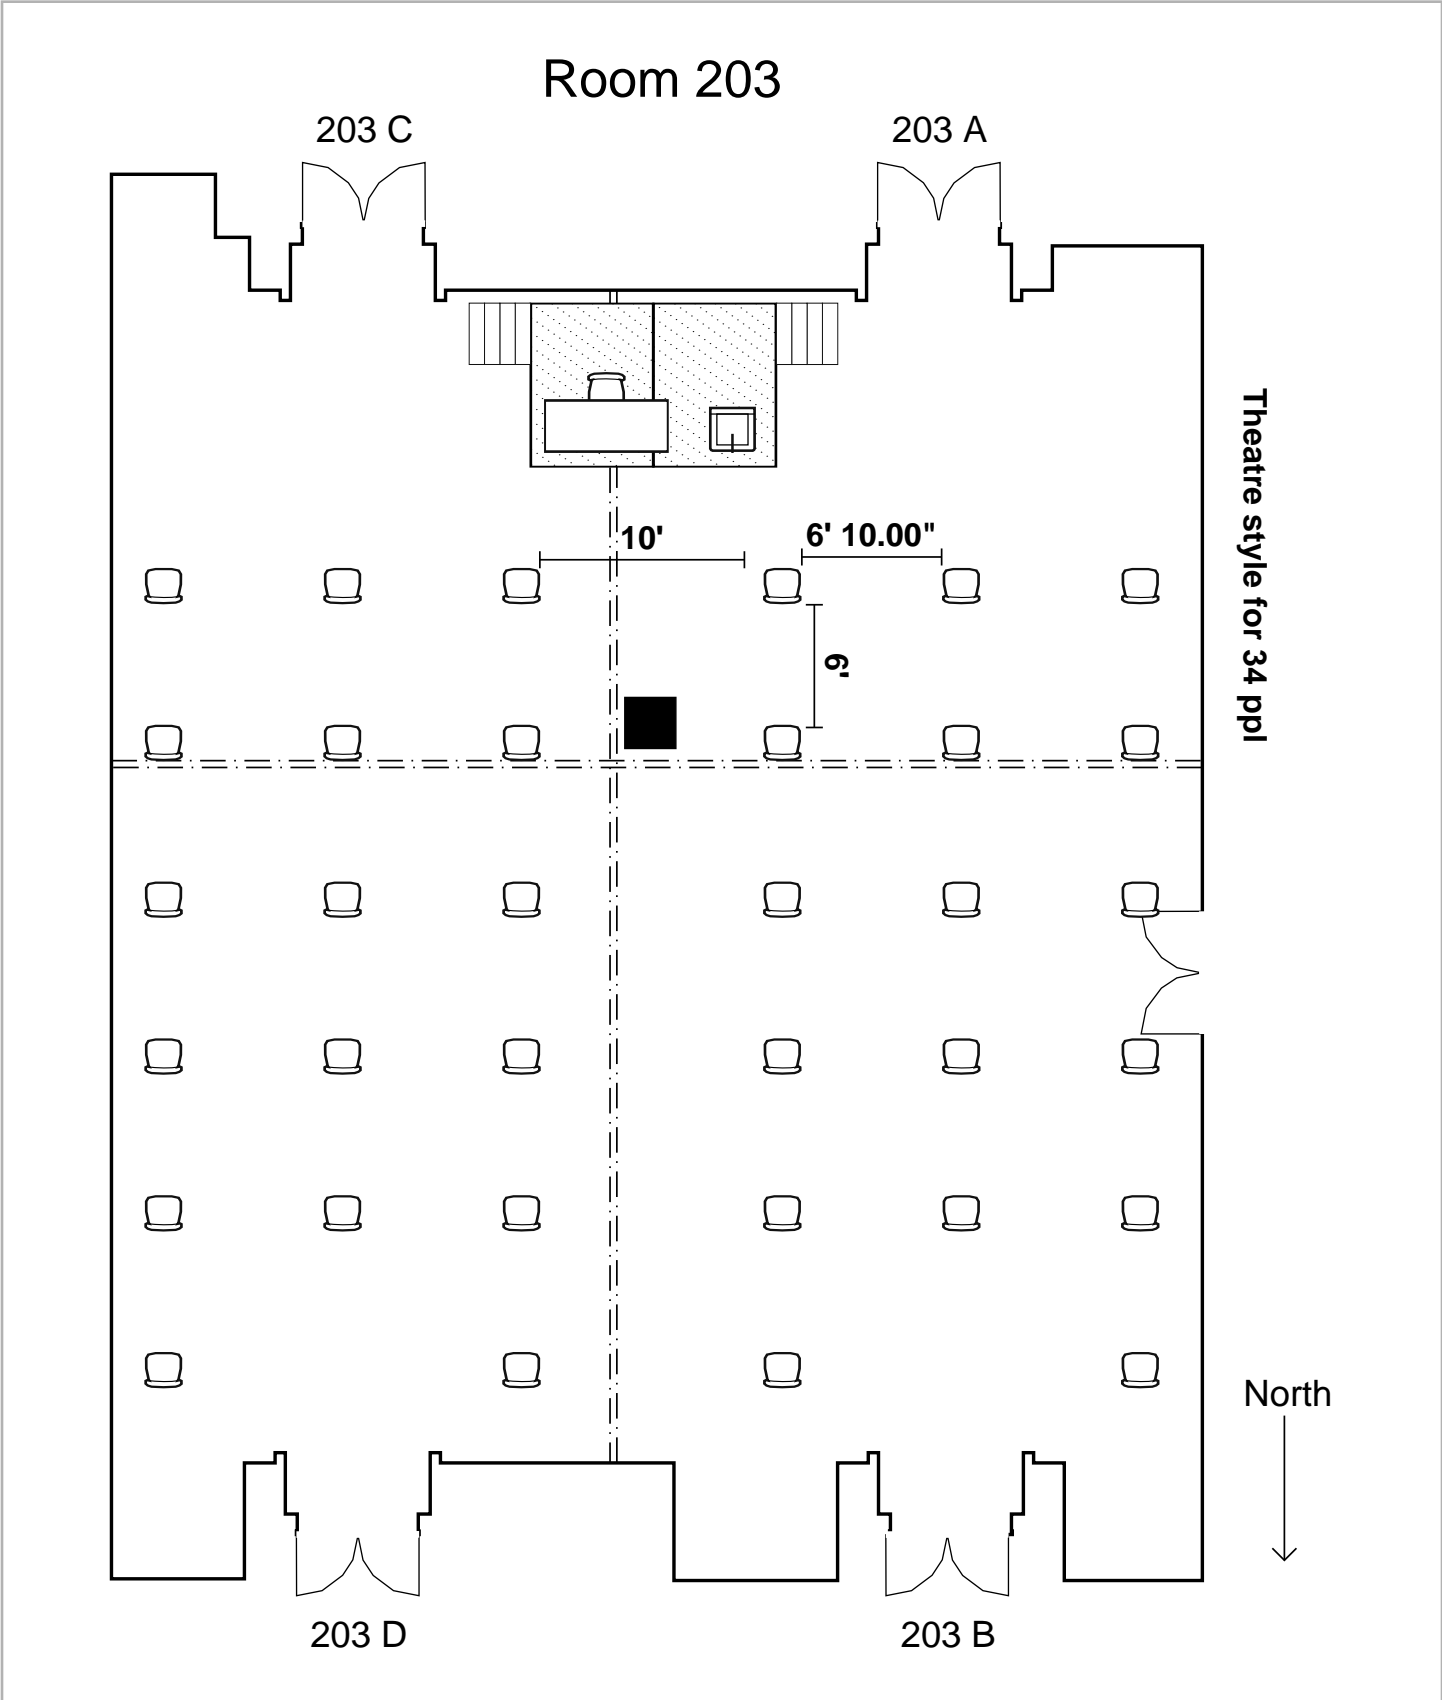 Room 203
203 C
203 A
Theatre style for 34 ppl
10'
6' 10.00"
6'
North
203 D
203 B